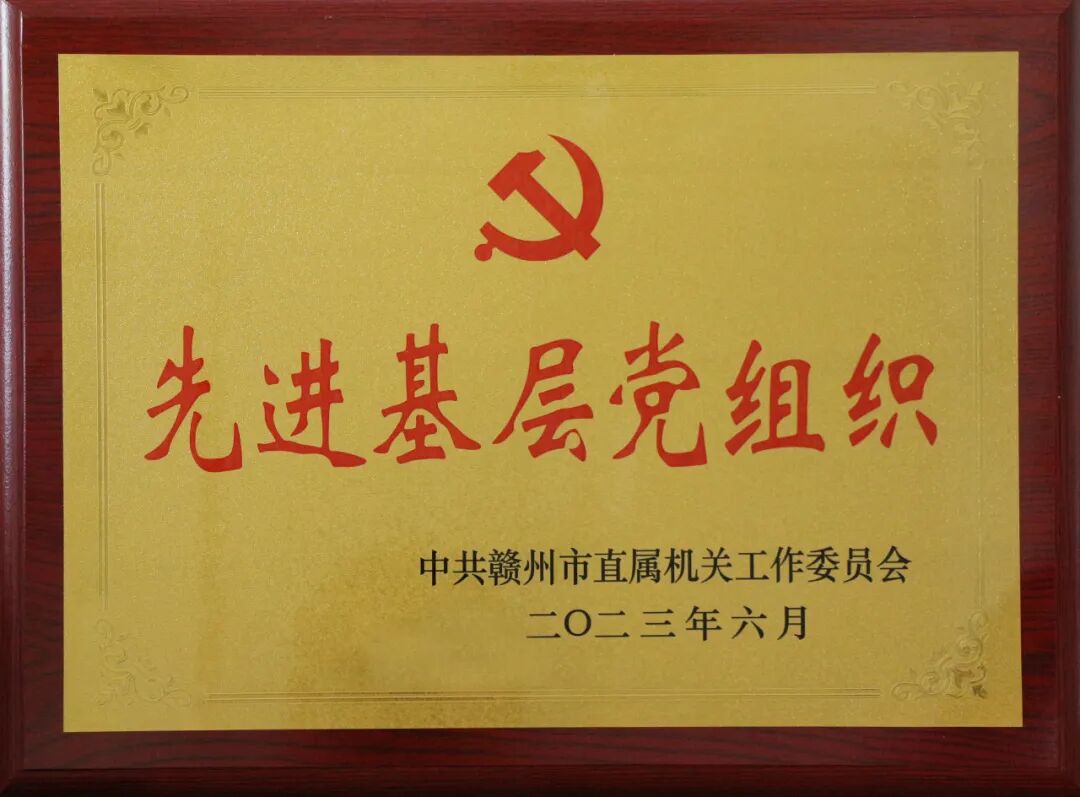 先进基层党组织
中共赣州市直属机关工作委员会
二〇二三年六月